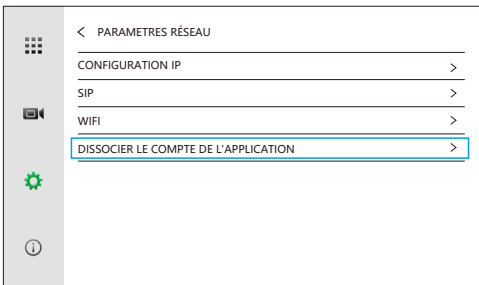 PARAMETRES RÉSEAU
CONFIGURATION IP
SIP
WIFI
DISSOCIER LE COMPTE DE L'APPLICATION